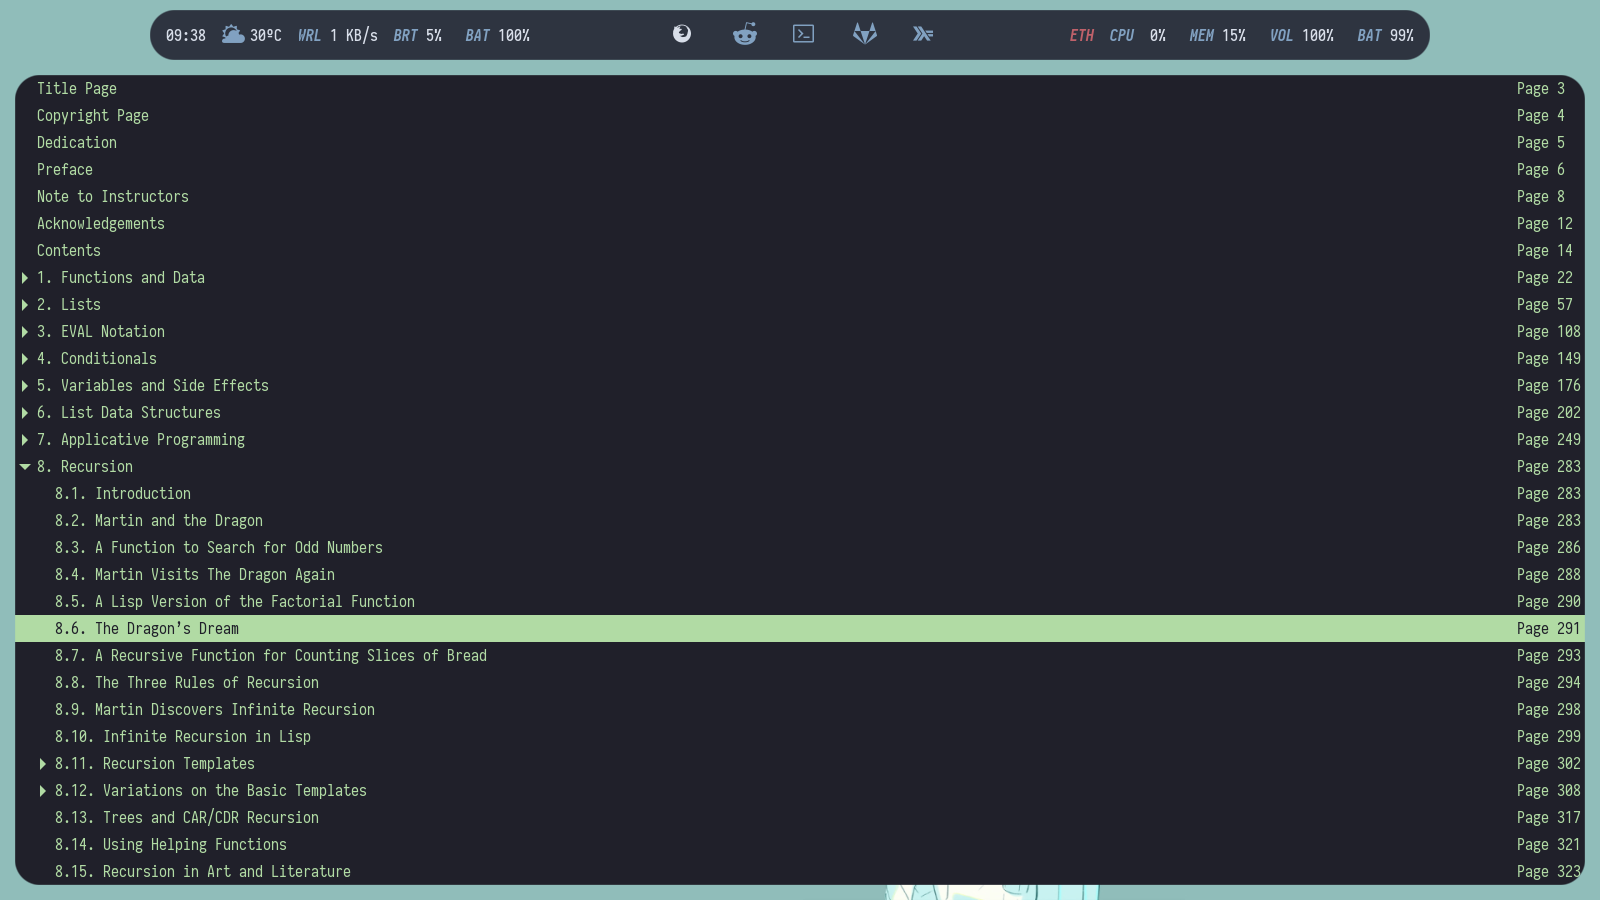 09:38 30ºC WRL 1 KB/s BRT 5% BAT 100% ETH CPU 0% MEM 15% VOL 100% BAT 99%
Title Page Page 3
Copyright Page Page 4
Dedication Page 5
Preface Page 6
Note to Instructors Page 8
Acknowledgements Page 12
Contents Page 14
1. Functions and Data Page 22
2. Lists Page 57
3. EVAL Notation Page 108
4. Conditionals Page 149
5. Variables and Side Effects Page 176
6. List Data Structures Page 202
7. Applicative Programming Page 249
8. Recursion Page 283
8.1. Introduction Page 283
8.2. Martin and the Dragon Page 283
8.3. A Function to Search for Odd Numbers Page 286
8.4. Martin Visits The Dragon Again Page 288
8.5. A Lisp Version of the Factorial Function Page 290
8.6. The Dragon’s Dream Page 291
8.7. A Recursive Function for Counting Slices of Bread Page 293
8.8. The Three Rules of Recursion Page 294
8.9. Martin Discovers Infinite Recursion Page 298
8.10. Infinite Recursion in Lisp Page 299
8.11. Recursion Templates Page 302
8.12. Variations on the Basic Templates Page 308
8.13. Trees and CAR/CDR Recursion Page 317
8.14. Using Helping Functions Page 321
8.15. Recursion in Art and Literature Page 323